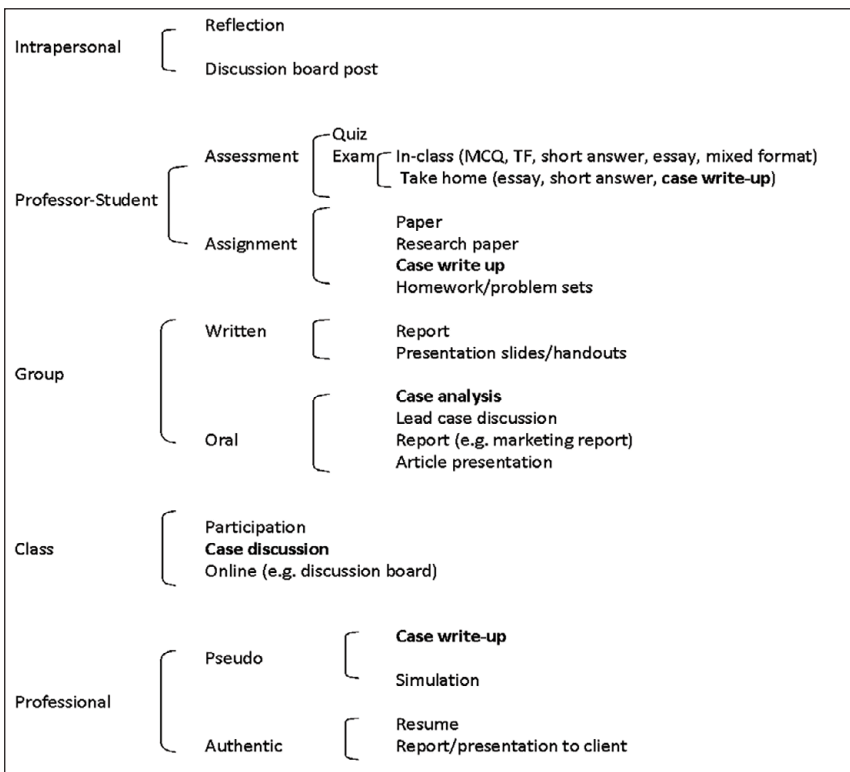 Reflection
Intrapersonal
Discussion board post
Quiz
Assessment
Exam
In-class (MCQ, TF, short answer, essay, mixed format)
Take home (essay, short answer, case write-up)
Professor-Student
Paper
Assignment
Research paper
Case write up
Homework/problem sets
Written
Report
Presentation slides/handouts
Group
Case analysis
Lead case discussion
Oral
Report (e.g. marketing report)
Article presentation
Participation
Class
Case discussion
Online (e.g. discussion board)
Case write-up
Pseudo
Simulation
Professional
Resume
Authentic
Report/presentation to client